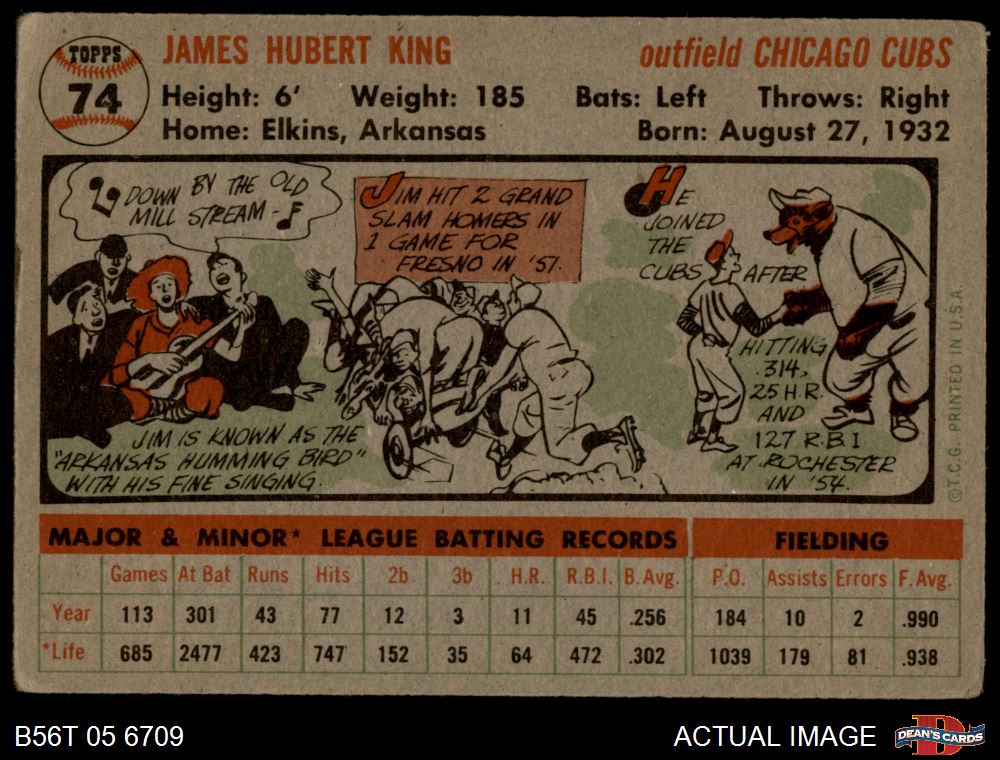 TOPPS
74
JAMES HUBERT KING
outfield CHICAGO CUBS
Height: 6' Weight: 185 Bats: Left Throws: Right
Home: Elkins, Arkansas Born: August 27, 1932
DOWN BY THE OLD
MILL STREAM -
JIM IS KNOWN AS THE
"ARKANSAS HUMMING BIRD"
WITH HIS FINE SINGING.
JIM HIT 2 GRAND
SLAM HOMERS IN
1 GAME FOR
FRESNO IN '51.
HE
JOINED
THE
CUBS AFTER
HITTING
.314,
25 H.R.
AND
127 R.B.I
AT ROCHESTER
IN '54.
©T.C.G. PRINTED IN U.S.A.
MAJOR & MINOR* LEAGUE BATTING RECORDS FIELDING
Games At Bat Runs Hits 2b 3b H.R. R.B.I. B.Avg. P.O. Assists Errors F.Avg.
Year 113 301 43 77 12 3 11 45 .256 184 10 2 .990
*Life 685 2477 423 747 152 35 64 472 .302 1039 179 81 .938
B56T 05 6709 ACTUAL IMAGE DEAN'S CARDS